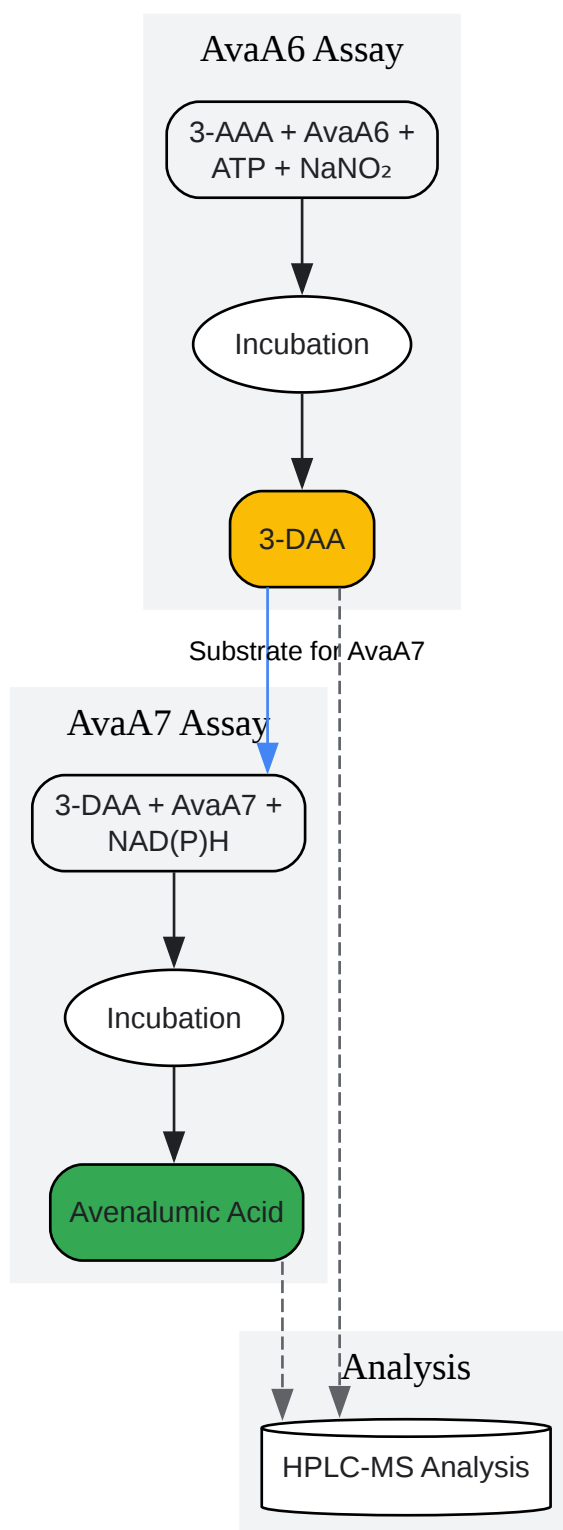 AvaA6 Assay
3-AAA + AvaA6 +
ATP + NaNO₂
Incubation
3-DAA
Substrate for AvaA7
AvaA7 Assay
3-DAA + AvaA7 +
NAD(P)H
Incubation
Avenalumic Acid
Analysis
HPLC-MS Analysis